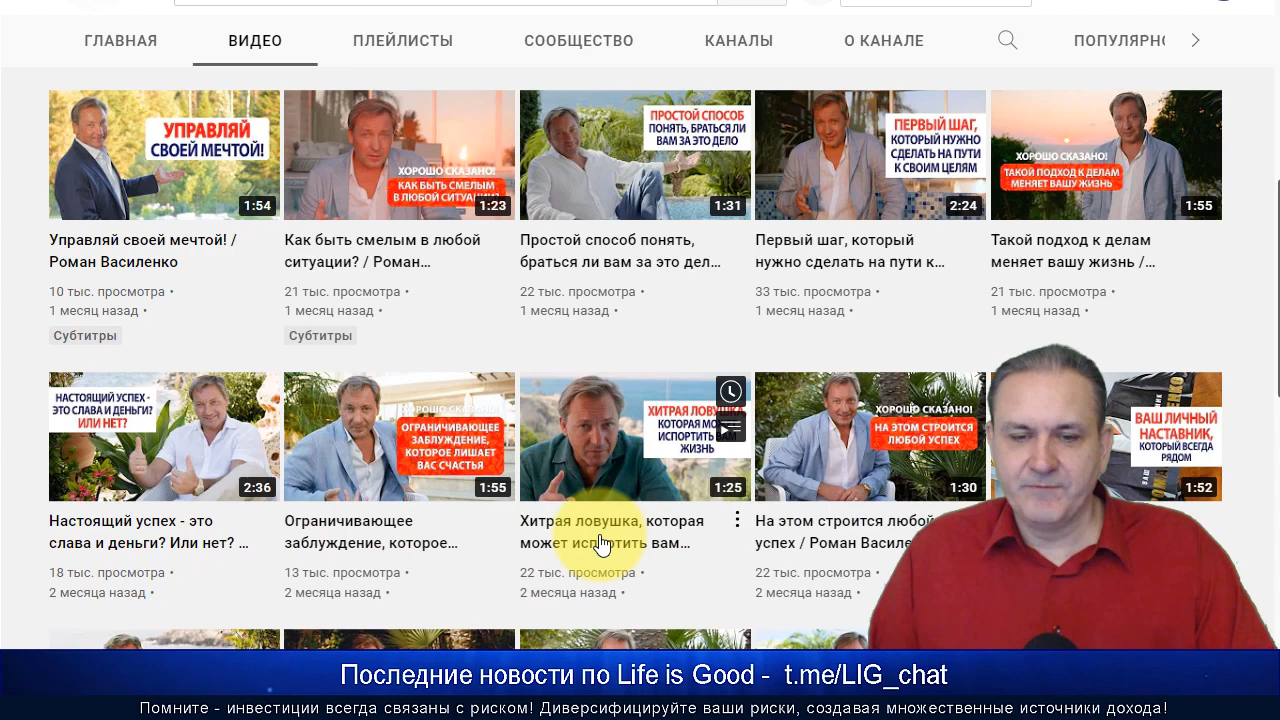 ГЛАВНАЯ ВИДЕО ПЛЕЙЛИСТЫ СООБЩЕСТВО КАНАЛЫ О КАНАЛЕ ПОПУЛЯРНО
УПРАВЛЯЙ
СВОЕЙ МЕЧТОЙ!
1:54
Управляй своей мечтой! /
Роман Василенко
10 тыс. просмотра •
1 месяц назад •
Субтитры
ХОРОШО СКАЗАНО!
КАК БЫТЬ СМЕЛЫМ
В ЛЮБОЙ СИТУАЦИИ?
1:23
Как быть смелым в любой
ситуации? / Роман...
21 тыс. просмотра •
1 месяц назад •
Субтитры
ПРОСТОЙ СПОСОБ
ПОНЯТЬ, БРАТЬСЯ ЛИ
ВАМ ЗА ЭТО ДЕЛО
1:31
Простой способ понять,
браться ли вам за это дел...
22 тыс. просмотра •
1 месяц назад •
ПЕРВЫЙ ШАГ,
КОТОРЫЙ НУЖНО
СДЕЛАТЬ НА ПУТИ
К СВОИМ ЦЕЛЯМ
2:24
Первый шаг, который
нужно сделать на пути к...
33 тыс. просмотра •
1 месяц назад •
ХОРОШО СКАЗАНО!
ТАКОЙ ПОДХОД К ДЕЛАМ
МЕНЯЕТ ВАШУ ЖИЗНЬ
1:55
Такой подход к делам
меняет вашу жизнь /...
21 тыс. просмотра •
1 месяц назад •
НАСТОЯЩИЙ УСПЕХ -
ЭТО СЛАВА И ДЕНЬГИ?
ИЛИ НЕТ?
2:36
Настоящий успех - это
слава и деньги? Или нет? ...
18 тыс. просмотра •
2 месяца назад •
ХОРОШО СКАЗАНО!
ОГРАНИЧИВАЮЩЕЕ
ЗАБЛУЖДЕНИЕ,
КОТОРОЕ ЛИШАЕТ
ВАС СЧАСТЬЯ
1:55
Ограничивающее
заблуждение, которое...
13 тыс. просмотра •
2 месяца назад •
ХИТРАЯ ЛОВУШКА,
КОТОРАЯ МО
ИСПОРТИТЬ ВАМ
ЖИЗНЬ
1:25
Хитрая ловушка, которая
может испортить вам...
22 тыс. просмотра •
2 месяца назад •
ХОРОШО СКАЗАНО!
НА ЭТОМ СТРОИТСЯ
ЛЮБОЙ УСПЕХ
1:30
На этом строится любой
успех / Роман Василе
22 тыс. просмотра •
2 месяца назад •
ВАШ ЛИЧНЫЙ
НАСТАВНИК,
КОТОРЫЙ ВСЕГДА
РЯДОМ
1:52
Последние новости по Life is Good - t.me/LIG_chat
Помните - инвестиции всегда связаны с риском! Диверсифицируйте ваши риски, создавая множественные источники дохода!